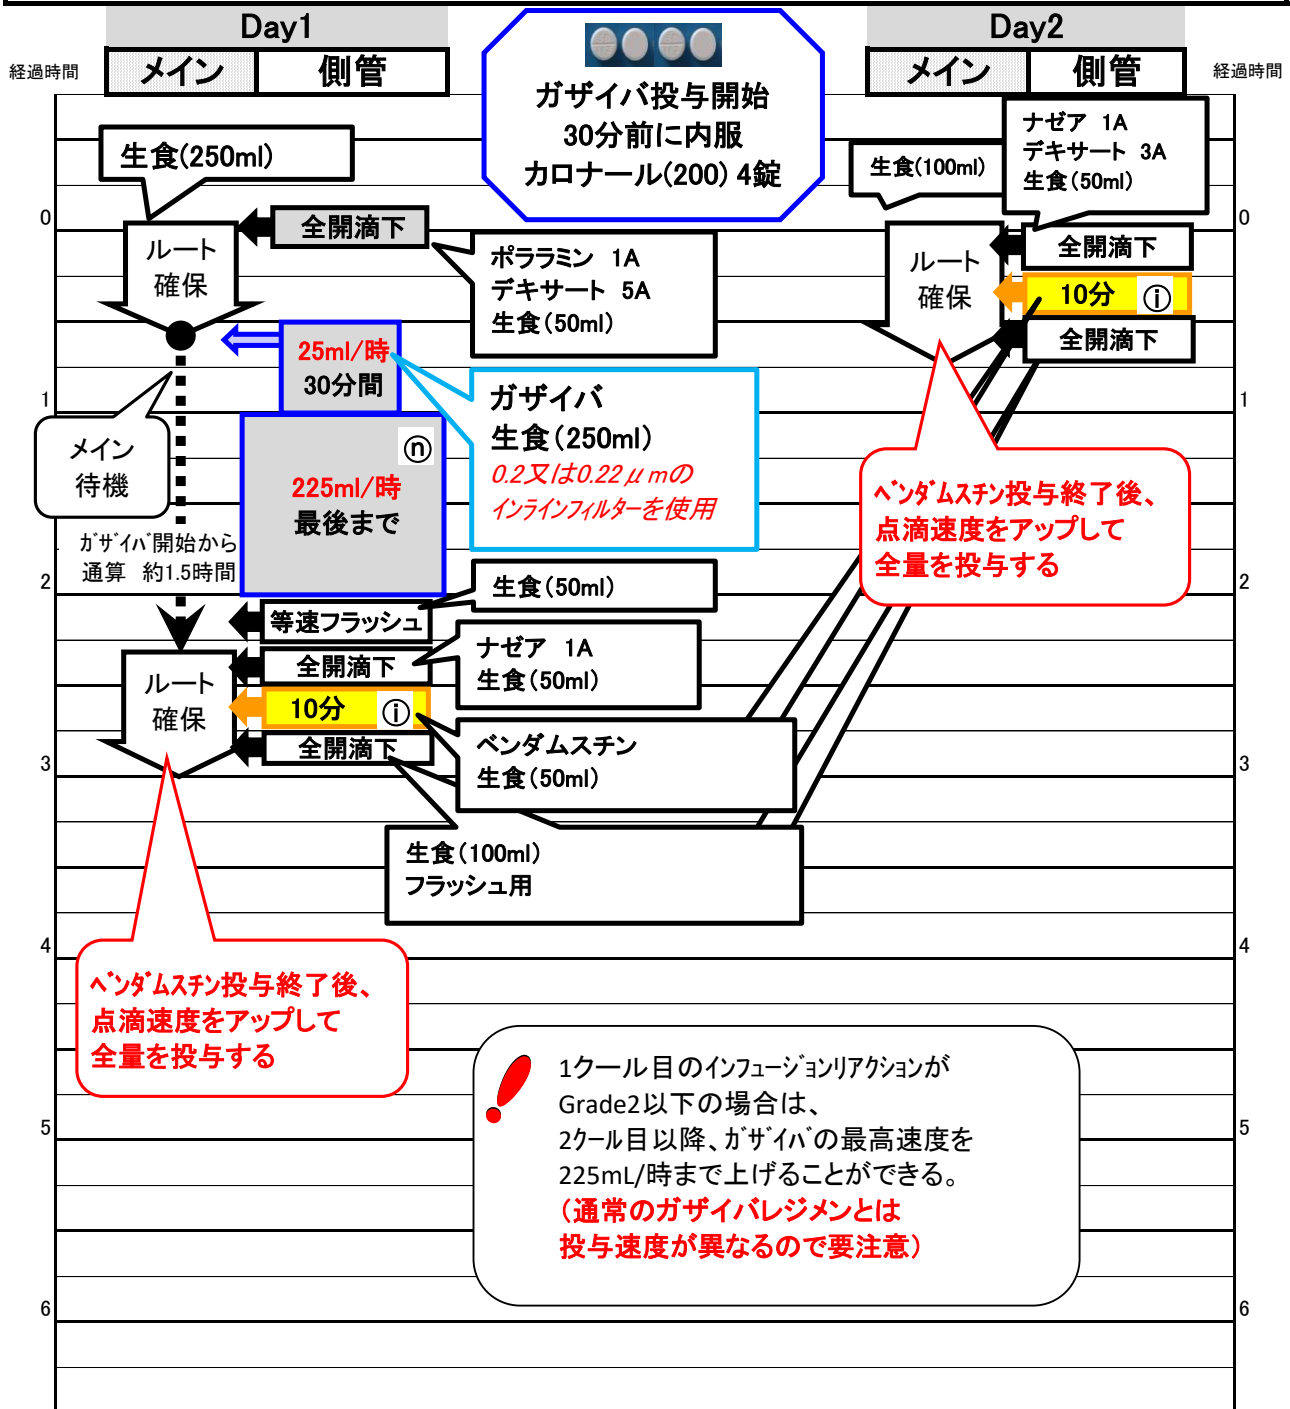 Day1
Day2
メイン
側管
メイン
側管
経過時間
経過時間
ガザイバ投与開始
30分前に内服
カロナール(200) 4錠
生食(250ml)
ナゼア 1A
デキサート 3A
生食(50ml)
生食(100ml)
0
0
ルート
確保
全開滴下
ポララミン 1A
デキサート 5A
生食(50ml)
ルート
確保
全開滴下
10分 ⓘ
全開滴下
25ml/時
30分間
1
1
メイン
待機
ⓝ
225ml/時
最後まで
ガザイバ
生食(250ml)
0.2又は0.22μmの
インラインフィルターを使用
ベンダムスチン投与終了後、
点滴速度をアップして
全量を投与する
ガザイバ開始から
通算 約1.5時間
2
2
等速フラッシュ
生食(50ml)
全開滴下
ナゼア 1A
生食(50ml)
ルート
確保
10分 ⓘ
全開滴下
ベンダムスチン
生食(50ml)
3
3
生食(100ml)
フラッシュ用
4
4
ベンダムスチン投与終了後、
点滴速度をアップして
全量を投与する
1クール目のインフュージョンリアクションが
Grade2以下の場合は、
2クール目以降、ガザイバの最高速度を
225mL/時まで上げることができる。
(通常のガザイバレジメンとは
投与速度が異なるので要注意)
5
5
6
6